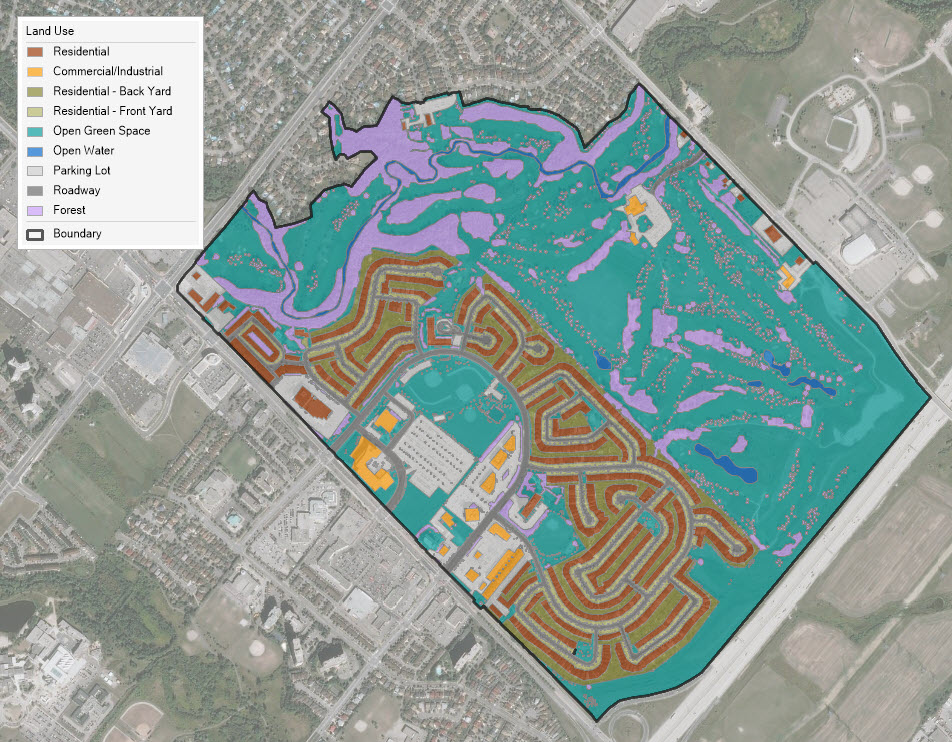 Land Use
Residential
Commercial/Industrial
Residential - Back Yard
Residential - Front Yard
Open Green Space
Open Water
Parking Lot
Roadway
Forest
Boundary